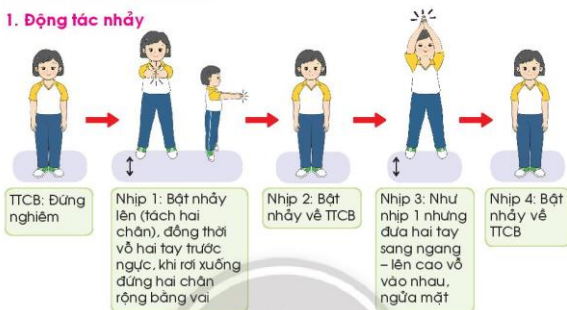 1. Động tác nhảy
TTCB: Đứng
nghiêm
Nhịp 1: Bật nhảy
lên (tách hai
chân), đồng thời
vỗ hai tay trước
ngực, khi rơi xuống
đứng hai chân
rộng bằng vai
Nhịp 2: Bật
nhảy về TTCB
Nhịp 3: Như
nhịp 1 nhưng
đưa hai tay
sang ngang
– lên cao vỗ
vào nhau,
ngửa mặt
Nhịp 4: Bật
nhảy về
TTCB